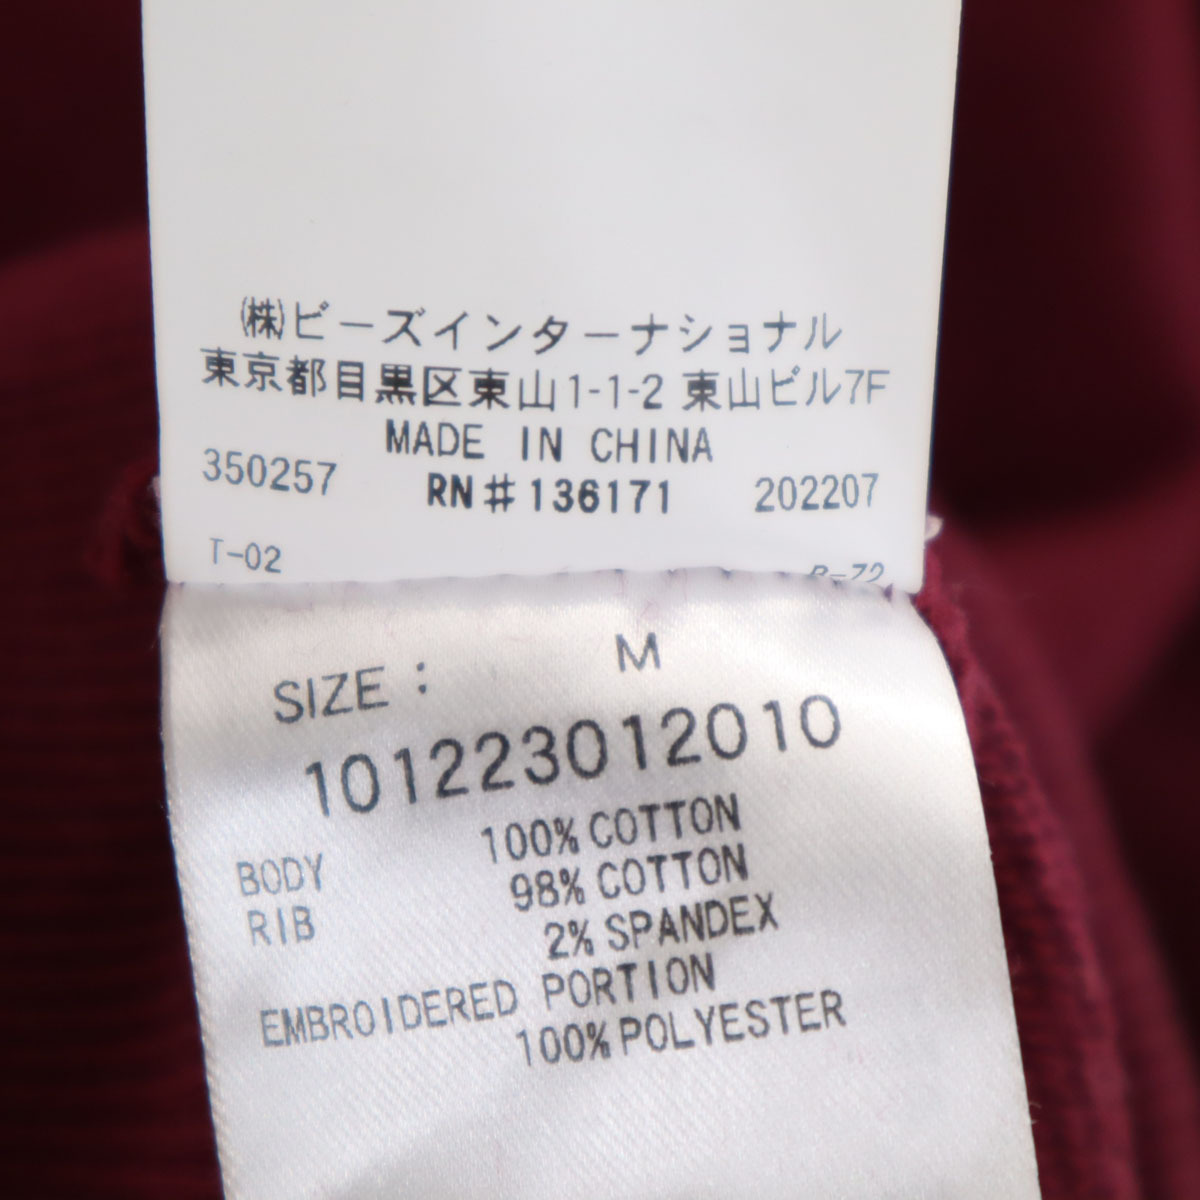 (株)ビーズインターナショナル
東京都目黒区東山1-1-2 東山ビル7F
MADE IN CHINA
350257 RN#136171 202207
T-02
SIZE : M
101223012010
BODY 100% COTTON
RIB 98% COTTON
2% SPANDEX
EMBROIDERED PORTION
100% POLYESTER